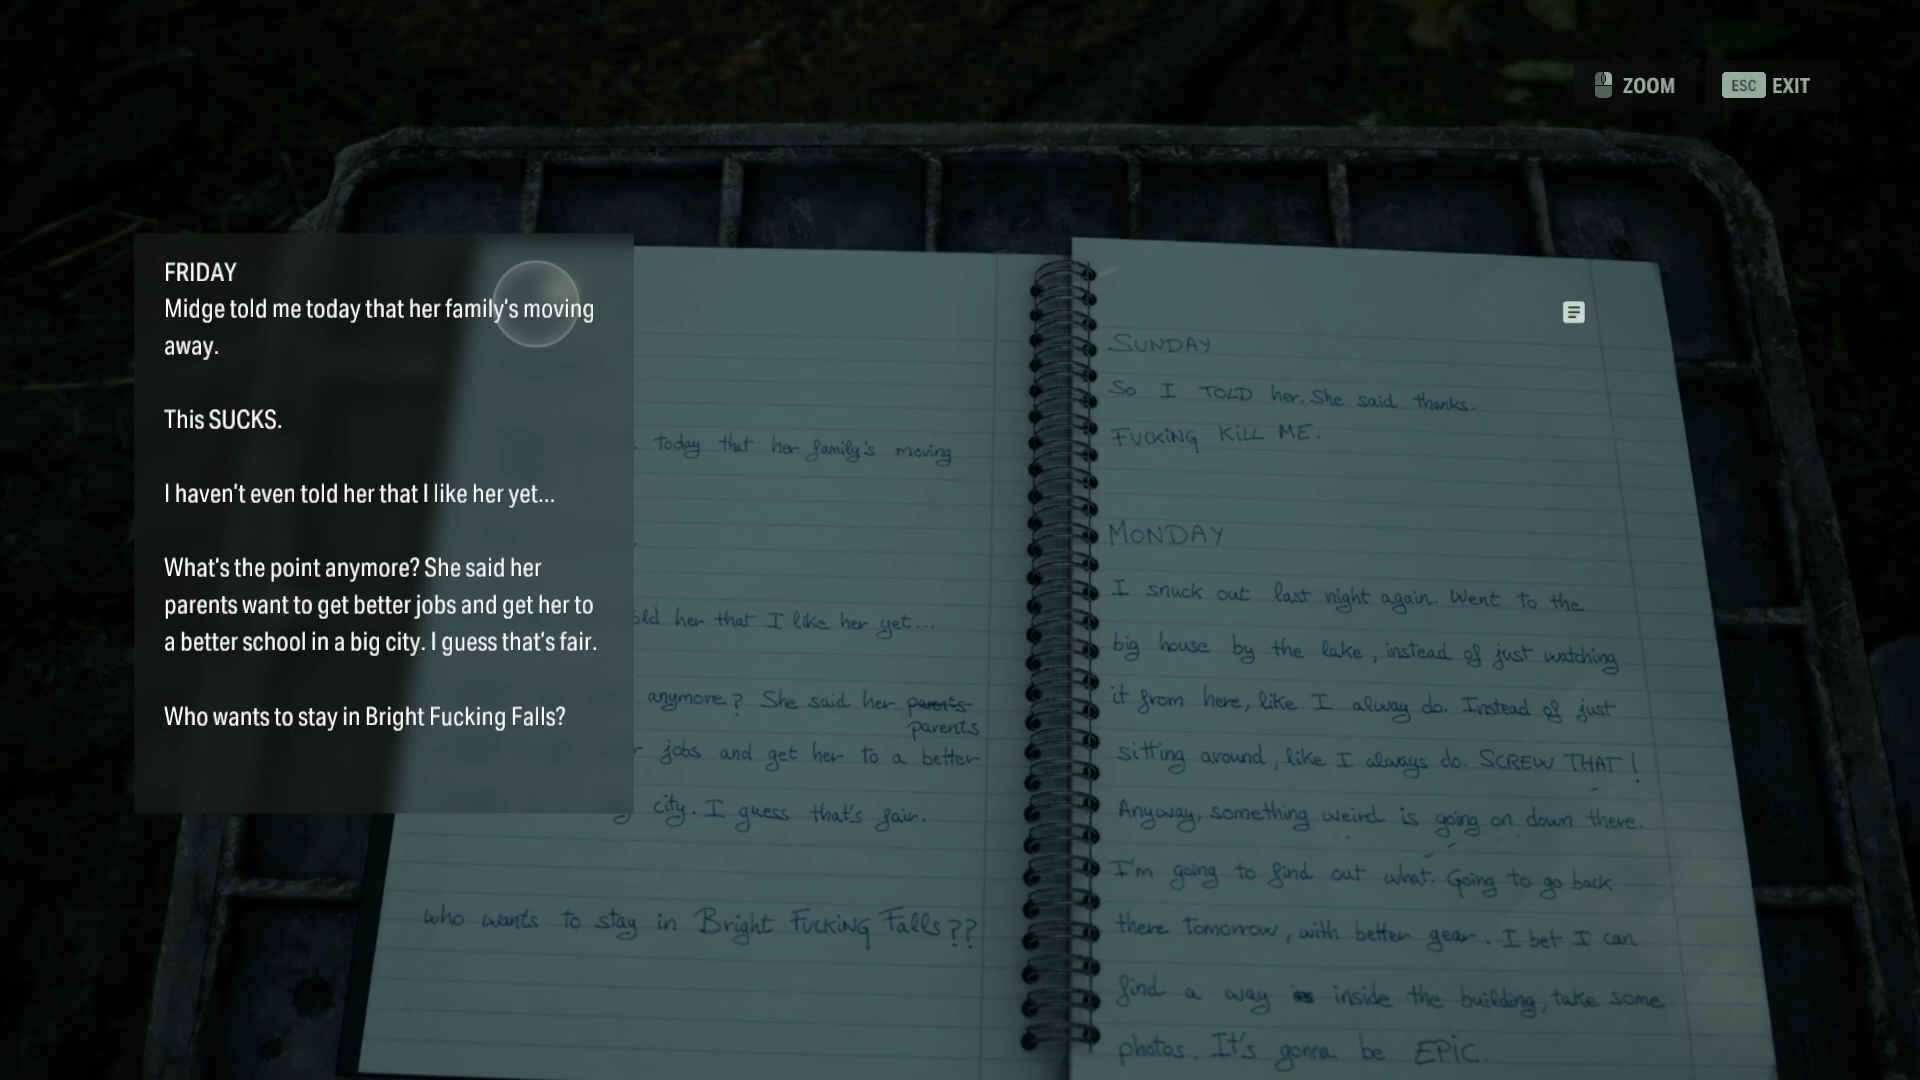 ZOOM
ESC EXIT
FRIDAY
Midge told me today that her family's moving
away.
This SUCKS.
I haven't even told her that I like her yet...
What's the point anymore? She said her
parents want to get better jobs and get her to
a better school in a big city. I guess that's fair.
Who wants to stay in Bright Fucking Falls?
today that her family's moving
old her that I like her yet...
anymore? She said her parents
parents
r jobs and get her to a better
city. I guess that's fair.
who wants to stay in Bright FUCKING Falls??
SUNDAY
So I TOLD her. She said thanks.
FUCKING KILL ME.
MONDAY
I snuck out last night again. Went to the
big house by the lake, instead of just watching
it from here, like I alway do. Instead of just
sitting around, like I always do. SCREW THAT!
Anyway, something weird is going on down there.
I'm going to find out what. Going to go back
there tomorrow, with better gear. I bet I can
find a way inside the building, take some
photos. It's gonna be EPIC.